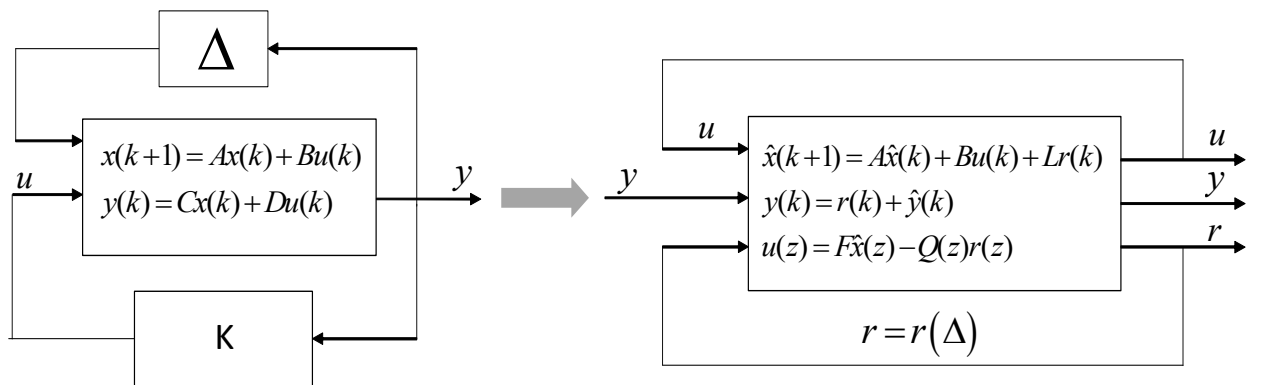 Δ
x(k+1)=Ax(k)+Bu(k)
u
y(k)=Cx(k)+Du(k)
y
K
u
y
x̂(k+1)=Ax̂(k)+Bu(k)+Lr(k)
y(k)=r(k)+ŷ(k)
u(z)=Fx̂(z)−Q(z)r(z)
u
y
r
r=r(Δ)